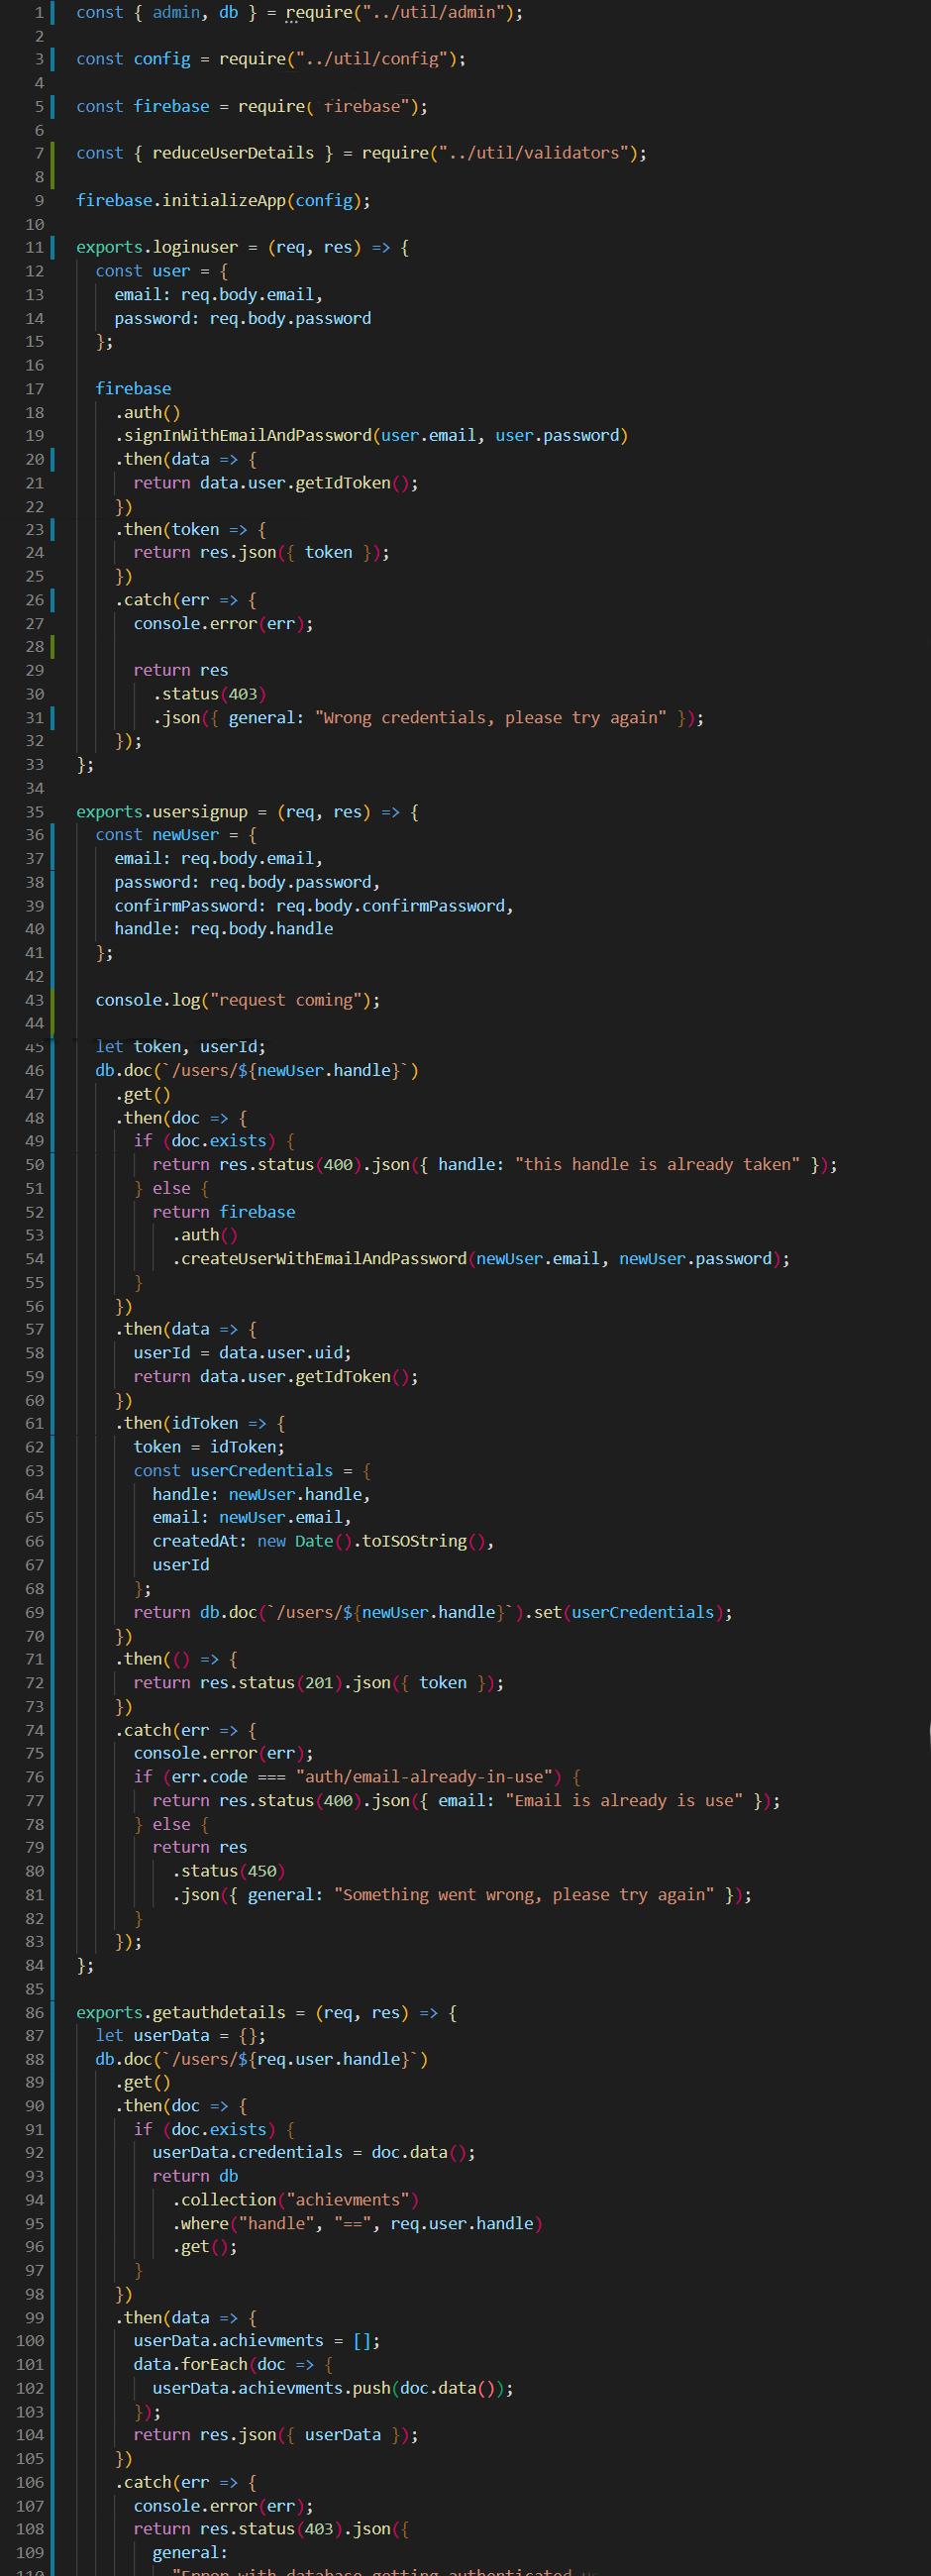 1 const { admin, db } = require("../util/admin");
2
3 const config = require("../util/config");
4
5 const firebase = require( firebase");
6
7 const { reduceUserDetails } = require("../util/validators");
8
9 firebase.initializeApp(config);
10
11 exports.loginuser = (req, res) => {
12 const user = {
13 email: req.body.email,
14 password: req.body.password
15 };
16
17 firebase
18 .auth()
19 .signInWithEmailAndPassword(user.email, user.password)
20 .then(data => {
21 return data.user.getIdToken();
22 })
23 .then(token => {
24 return res.json({ token });
25 })
26 .catch(err => {
27 console.error(err);
28
29 return res
30 .status(403)
31 .json({ general: "Wrong credentials, please try again" });
32 });
33 };
34
35 exports.usersignup = (req, res) => {
36 const newUser = {
37 email: req.body.email,
38 password: req.body.password,
39 confirmPassword: req.body.confirmPassword,
40 handle: req.body.handle
41 };
42
43 console.log("request coming");
44
45 let token, userId;
46 db.doc(`/users/${newUser.handle}`)
47 .get()
48 .then(doc => {
49 if (doc.exists) {
50 return res.status(400).json({ handle: "this handle is already taken" });
51 } else {
52 return firebase
53 .auth()
54 .createUserWithEmailAndPassword(newUser.email, newUser.password);
55 }
56 })
57 .then(data => {
58 userId = data.user.uid;
59 return data.user.getIdToken();
60 })
61 .then(idToken => {
62 token = idToken;
63 const userCredentials = {
64 handle: newUser.handle,
65 email: newUser.email,
66 createdAt: new Date().toISOString(),
67 userId
68 };
69 return db.doc(`/users/${newUser.handle}`).set(userCredentials);
70 })
71 .then(() => {
72 return res.status(201).json({ token });
73 })
74 .catch(err => {
75 console.error(err);
76 if (err.code === "auth/email-already-in-use") {
77 return res.status(400).json({ email: "Email is already is use" });
78 } else {
79 return res
80 .status(450)
81 .json({ general: "Something went wrong, please try again" });
82 }
83 });
84 };
85
86 exports.getauthdetails = (req, res) => {
87 let userData = {};
88 db.doc(`/users/${req.user.handle}`)
89 .get()
90 .then(doc => {
91 if (doc.exists) {
92 userData.credentials = doc.data();
93 return db
94 .collection("achievments")
95 .where("handle", "==", req.user.handle)
96 .get();
97 }
98 })
99 .then(data => {
100 userData.achievments = [];
101 data.forEach(doc => {
102 userData.achievments.push(doc.data());
103 });
104 return res.json({ userData });
105 })
106 .catch(err => {
107 console.error(err);
108 return res.status(403).json({
109 general:
110 "Error with database getting authenticated